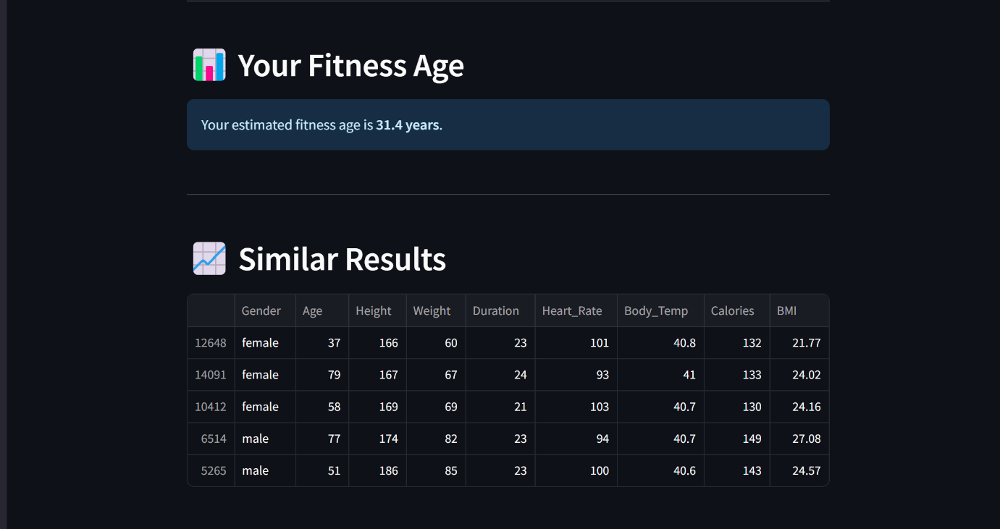 Your Fitness Age
Your estimated fitness age is 31.4 years.
Similar Results
Gender Age Height Weight Duration Heart_Rate Body_Temp Calories BMI
12648 female 37 166 60 23 101 40.8 132 21.77
14091 female 79 167 67 24 93 41 133 24.02
10412 female 58 169 69 21 103 40.7 130 24.16
6514 male 77 174 82 23 94 40.7 149 27.08
5265 male 51 186 85 23 100 40.6 143 24.57